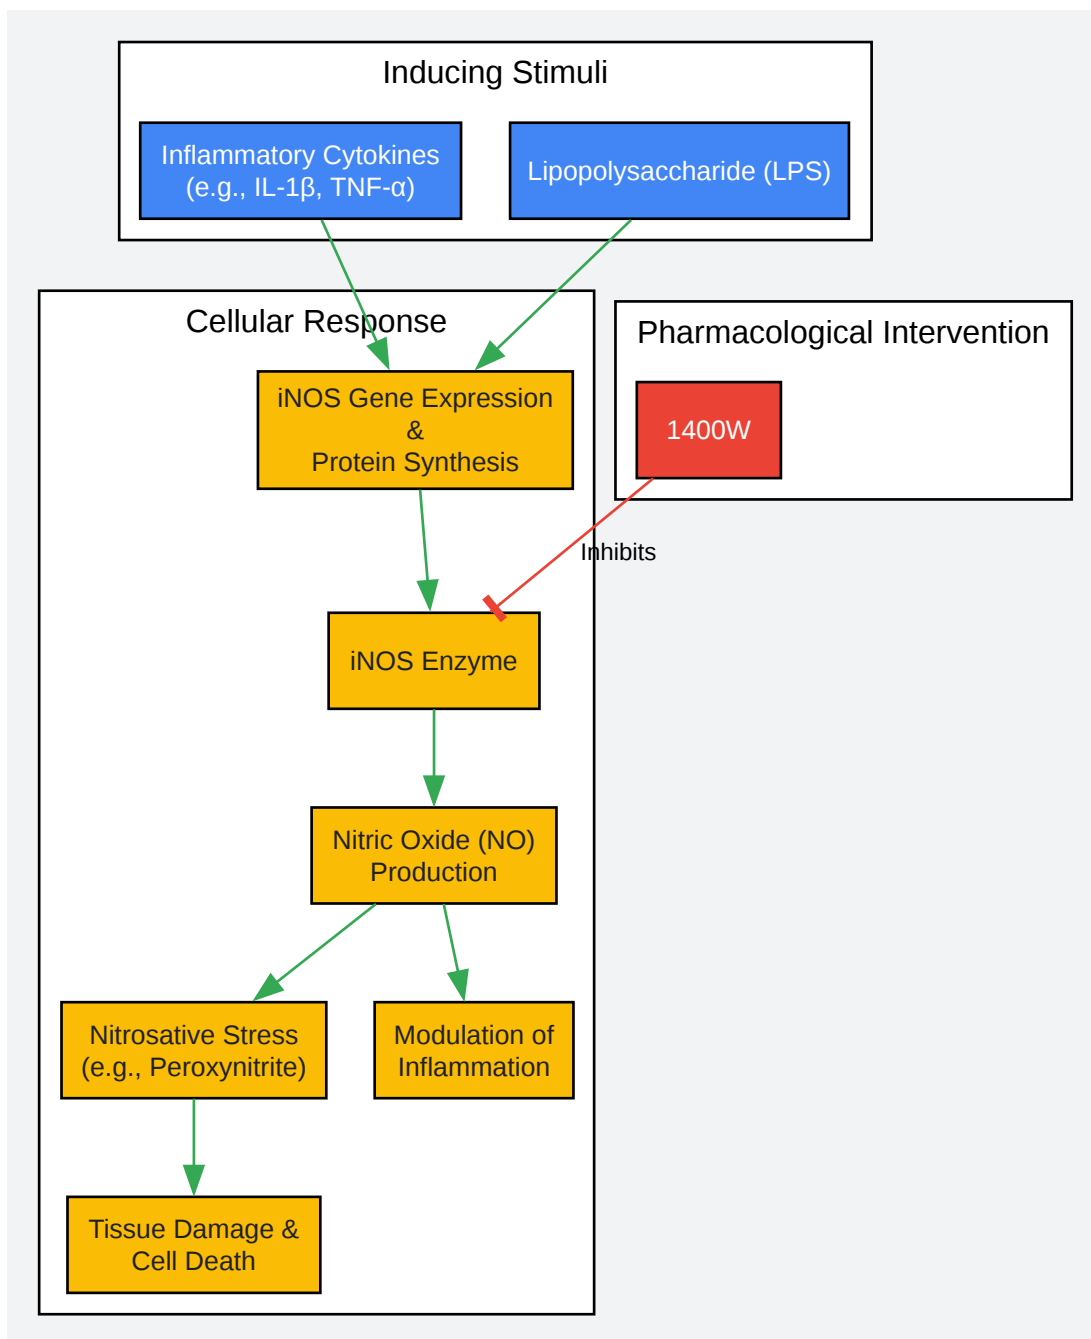 Inducing Stimuli
Inflammatory Cytokines
(e.g., IL-1β, TNF-α)
Lipopolysaccharide (LPS)
Cellular Response
Pharmacological Intervention
iNOS Gene Expression
&
Protein Synthesis
1400W
Inhibits
iNOS Enzyme
Nitric Oxide (NO)
Production
Nitrosative Stress
(e.g., Peroxynitrite)
Modulation of
Inflammation
Tissue Damage &
Cell Death